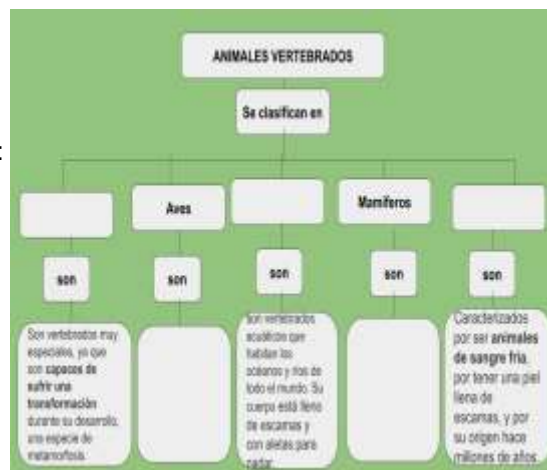 :
ANIMALES VERTEBRADOS
Se clasifican en
Aves
Mamíferos
son
son
son
son
son
Son vertebrados muy
especiales, ya que
son capaces de
sufrir una
transformación
durante su desarrollo,
una especie de
metamorfosis.
Son vertebrados
acuáticos que
habitan los
océanos y ríos de
todo el mundo. Su
cuerpo está lleno
de escamas y
con aletas para
nadar
Caracterizados
por ser animales
de sangre fría,
por tener una piel
llena de
escamas, y por
su origen hace
millones de años